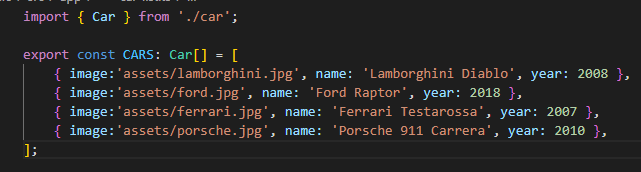 import { Car } from './car';
export const CARS: Car[] = [
{ image:'assets/lamborghini.jpg', name: 'Lamborghini Diablo', year: 2008 },
{ image:'assets/ford.jpg', name: 'Ford Raptor', year: 2018 },
{ image:'assets/ferrari.jpg', name: 'Ferrari Testarossa', year: 2007 },
{ image:'assets/porsche.jpg', name: 'Porsche 911 Carrera', year: 2010 },
];